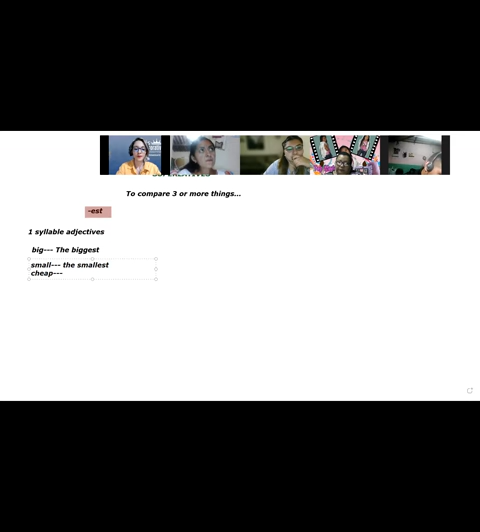 To compare 3 or more things...
-est
1 syllable adjectives
big--- The biggest
small--- the smallest
cheap---